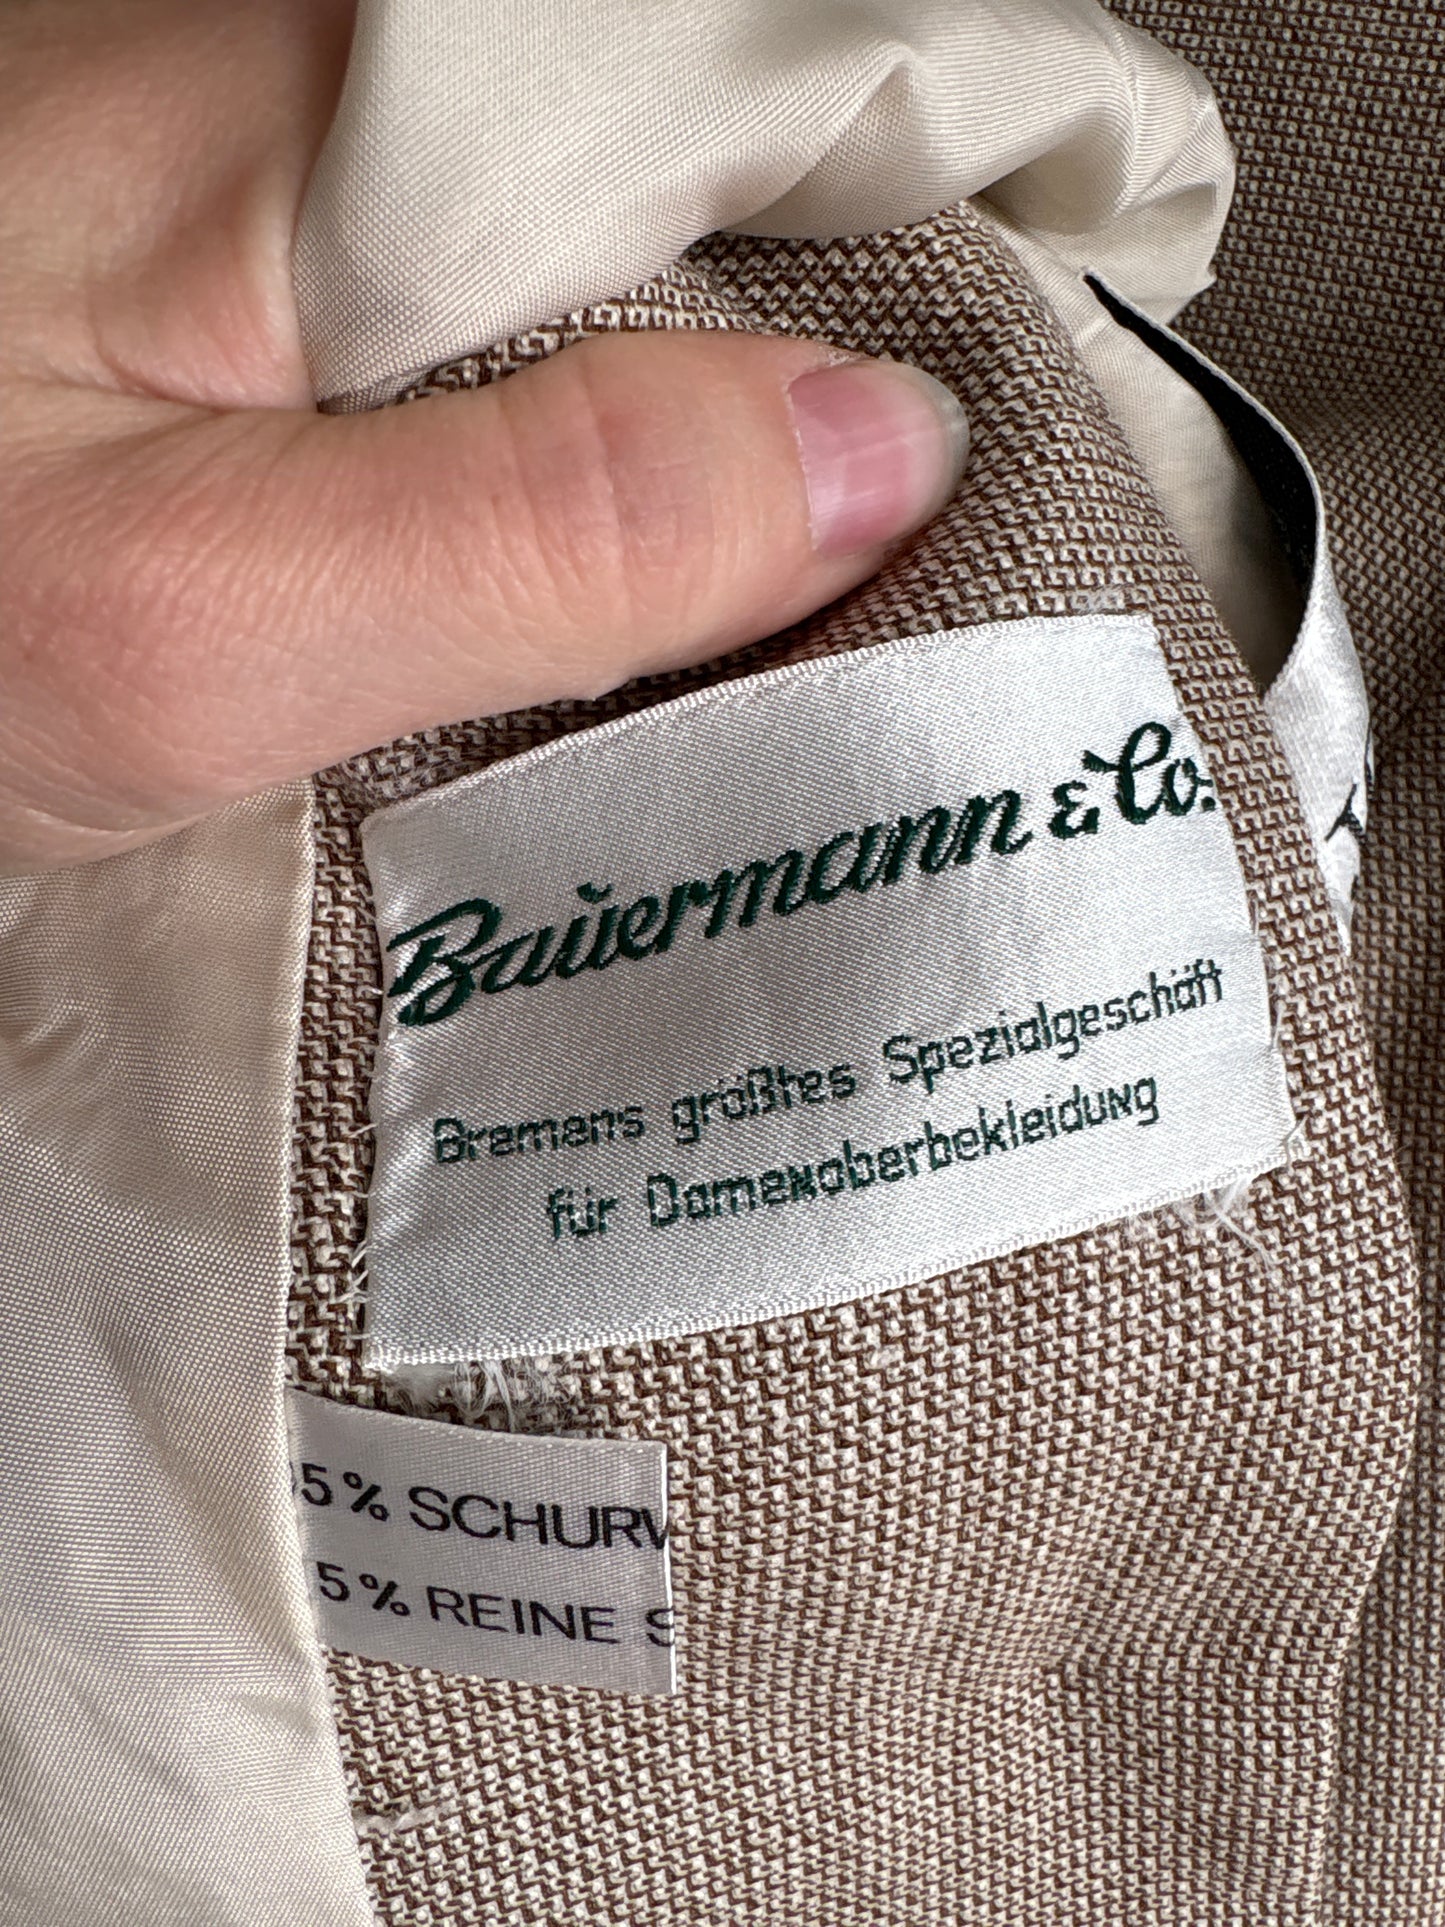 Bauermann & Co.
Bremens größtes Spezialgeschäft
für Damenoberbekleidung
5% SCHURW
5% REINE S